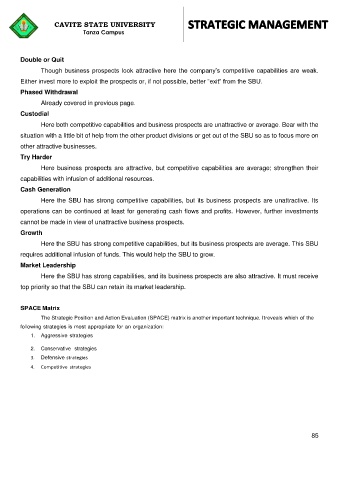 CAVITE STATE UNIVERSITY
Tanza Campus
STRATEGIC MANAGEMENT
Double or Quit
Though business prospects look attractive here the company's competitive capabilities are weak.
Either invest more to exploit the prospects or, if not possible, better "exit" from the SBU.
Phased Withdrawal
Already covered in previous page.
Custodial
Here both competitive capabilities and business prospects are unattractive or average. Bear with the
situation with a little bit of help from the other product divisions or get out of the SBU so as to focus more on
other attractive businesses.
Try Harder
Here business prospects are attractive, but competitive capabilities are average; strengthen their
capabilities with infusion of additional resources.
Cash Generation
Here the SBU has strong competitive capabilities, but its business prospects are unattractive. Its
operations can be continued at least for generating cash flows and profits. However, further investments
cannot be made in view of unattractive business prospects.
Growth
Here the SBU has strong competitive capabilities, but its business prospects are average. This SBU
requires additional infusion of funds. This would help the SBU to grow.
Market Leadership
Here the SBU has strong capabilities, and its business prospects are also attractive. It must receive
top priority so that the SBU can retain its market leadership.
SPACE Matrix
The Strategic Position and Action Evaluation (SPACE) matrix is another important technique. It reveals which of the
following strategies is most appropriate for an organization:
1. Aggressive strategies
2. Conservative strategies
3. Defensive strategies
4. Competitive strategies
85